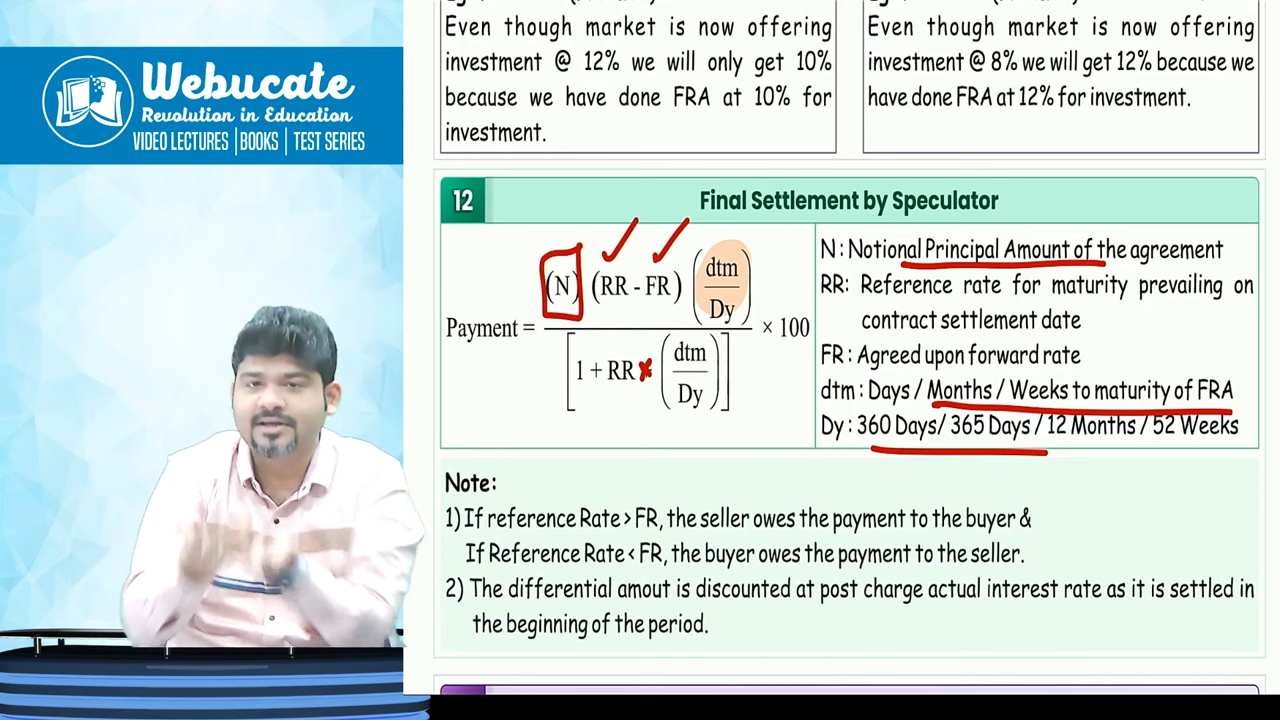 Webucate
Revolution in Education
VIDEO LECTURES | BOOKS | TEST SERIES
Even though market is now offering
investment @ 12% we will only get 10%
because we have done FRA at 10% for
investment.
Even though market is now offering
investment @ 8% we will get 12% because we
have done FRA at 12% for investment.
12 Final Settlement by Speculator
Payment = (N) (RR - FR) (dtm / Dy) / [1 + RR × (dtm / Dy)] × 100
N : Notional Principal Amount of the agreement
RR: Reference rate for maturity prevailing on
contract settlement date
FR : Agreed upon forward rate
dtm : Days / Months / Weeks to maturity of FRA
Dy : 360 Days/ 365 Days / 12 Months / 52 Weeks
Note:
1) If reference Rate > FR, the seller owes the payment to the buyer &
If Reference Rate < FR, the buyer owes the payment to the seller.
2) The differential amout is discounted at post charge actual interest rate as it is settled in
the beginning of the period.